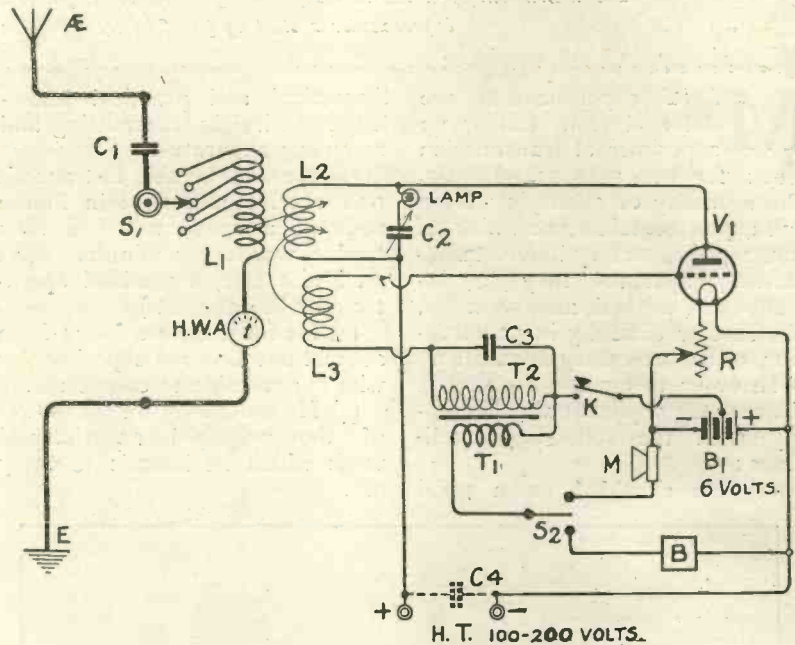 Æ
C1
S1
L1
L2
LAMP.
C2
V1
H.W.A
L3
C3
T2
R
K
- +
T1
M
B1
6 VOLTS.
S2
B
E
C4
+ -
H.T. 100-200 VOLTS.